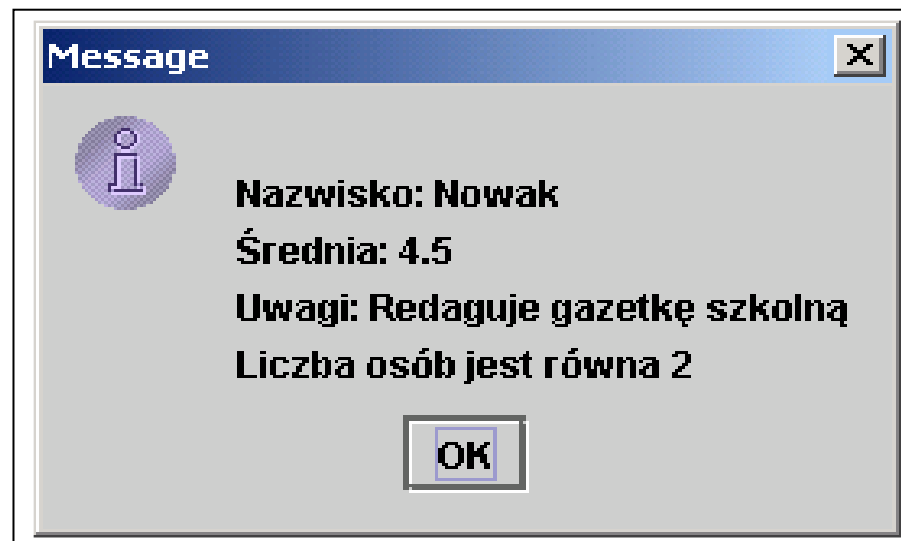 Message
Nazwisko: Nowak
Średnia: 4.5
Uwagi: Redaguje gazetkę szkolną
Liczba osób jest równa 2
OK